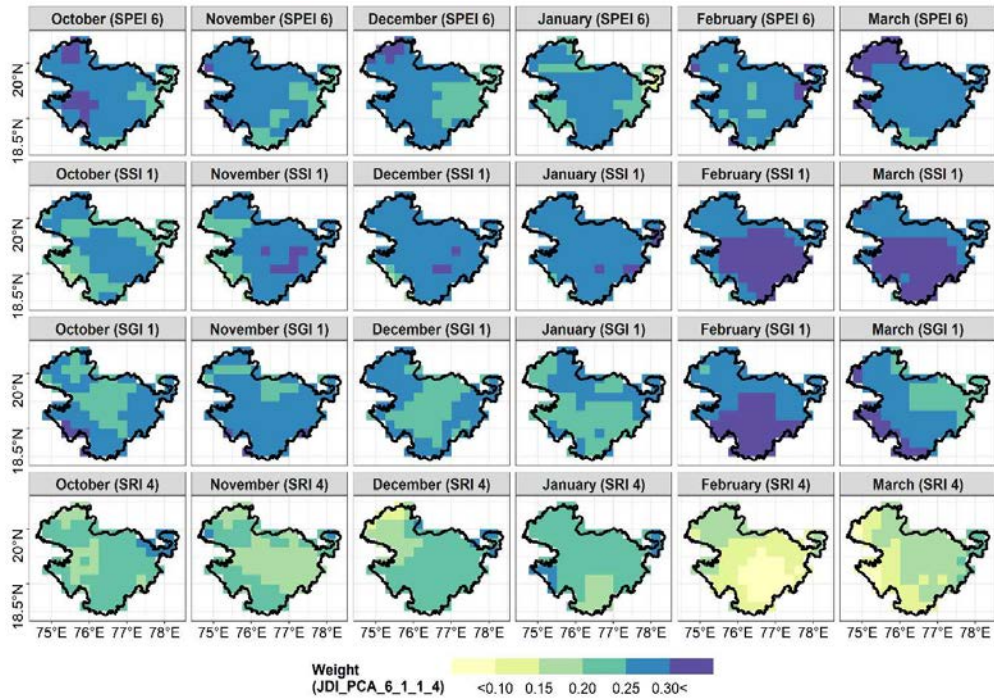 October (SPEI 6) November (SPEI 6) December (SPEI 6) January (SPEI 6) February (SPEI 6) March (SPEI 6)
20°N
18.5°N
October (SSI 1) November (SSI 1) December (SSI 1) January (SSI 1) February (SSI 1) March (SSI 1)
20°N
18.5°N
October (SGI 1) November (SGI 1) December (SGI 1) January (SGI 1) February (SGI 1) March (SGI 1)
20°N
18.5°N
October (SRI 4) November (SRI 4) December (SRI 4) January (SRI 4) February (SRI 4) March (SRI 4)
20°N
18.5°N
75°E 76°E 77°E 78°E 75°E 76°E 77°E 78°E 75°E 76°E 77°E 78°E 75°E 76°E 77°E 78°E 75°E 76°E 77°E 78°E 75°E 76°E 77°E 78°E
Weight
(JDI_PCA_6_1_1_4) <0.10 0.15 0.20 0.25 0.30<